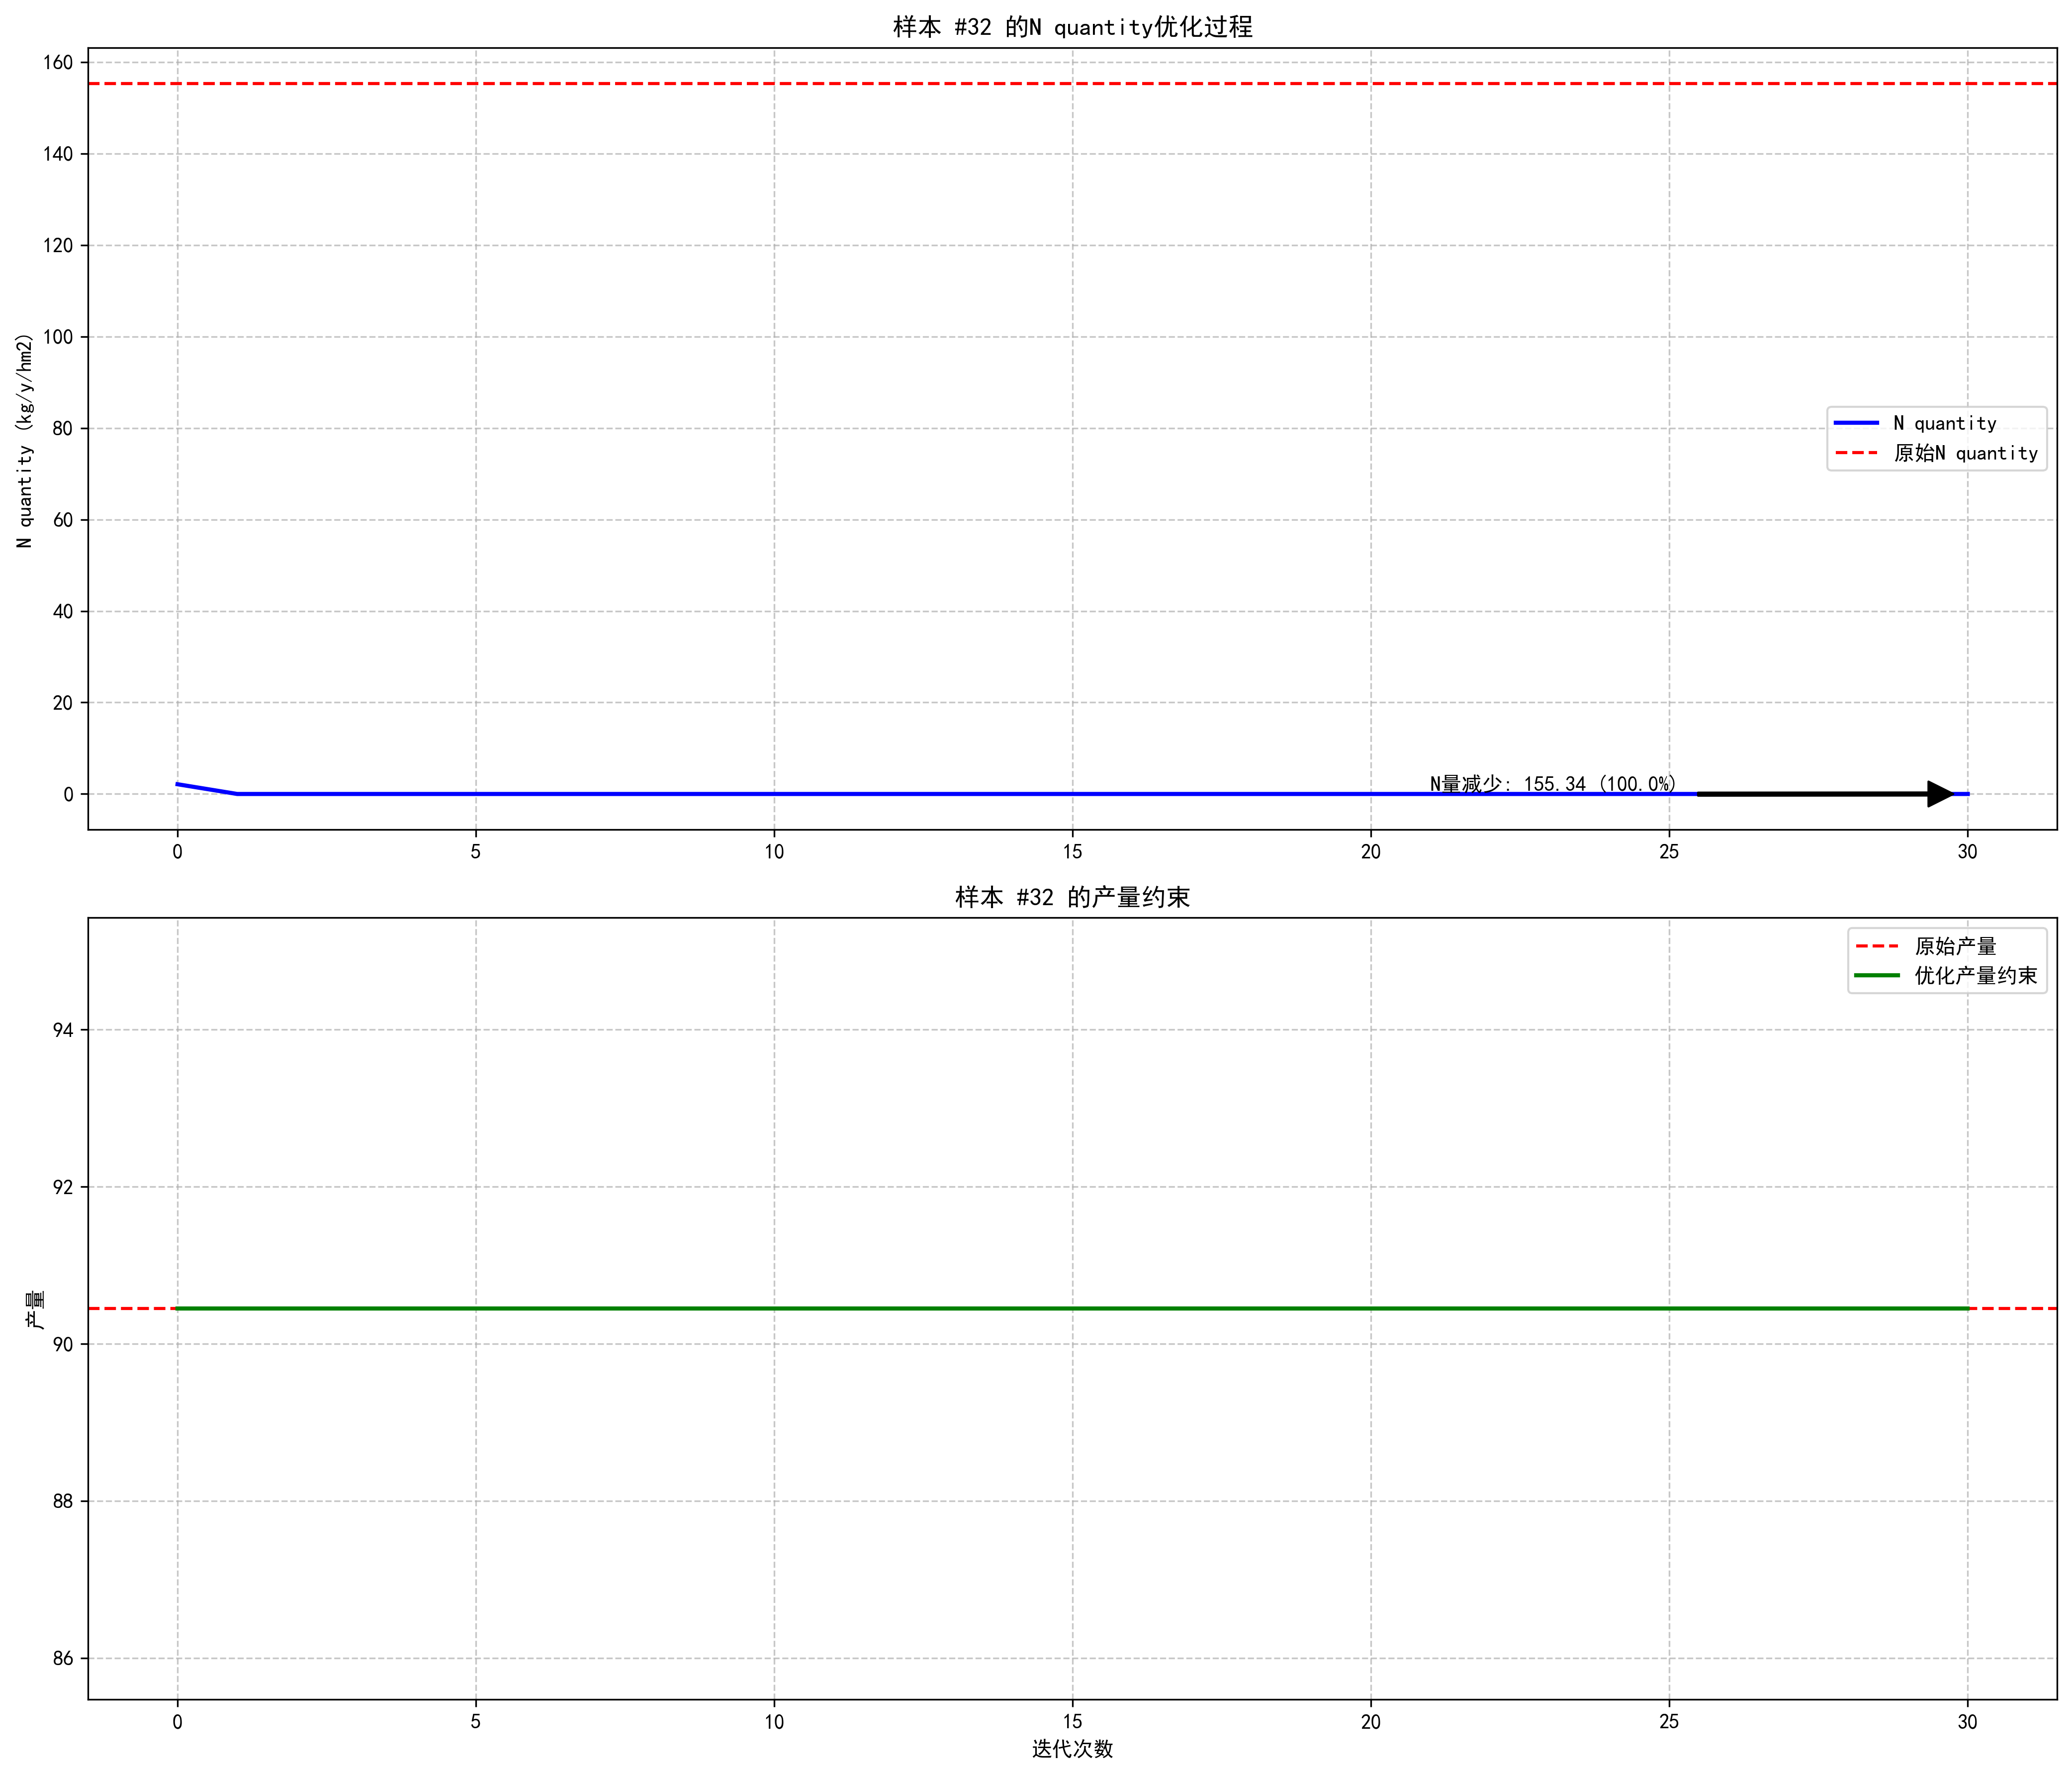 样本 #32 的N quantity优化过程
N quantity (kg/y/hm2)
160
140
120
100
80
60
40
20
0
N quantity
原始N quantity
N量减少: 155.34 (100.0%)
0 5 10 15 20 25 30
样本 #32 的产量约束
产量
94
92
90
88
86
原始产量
优化产量约束
0 5 10 15 20 25 30
迭代次数